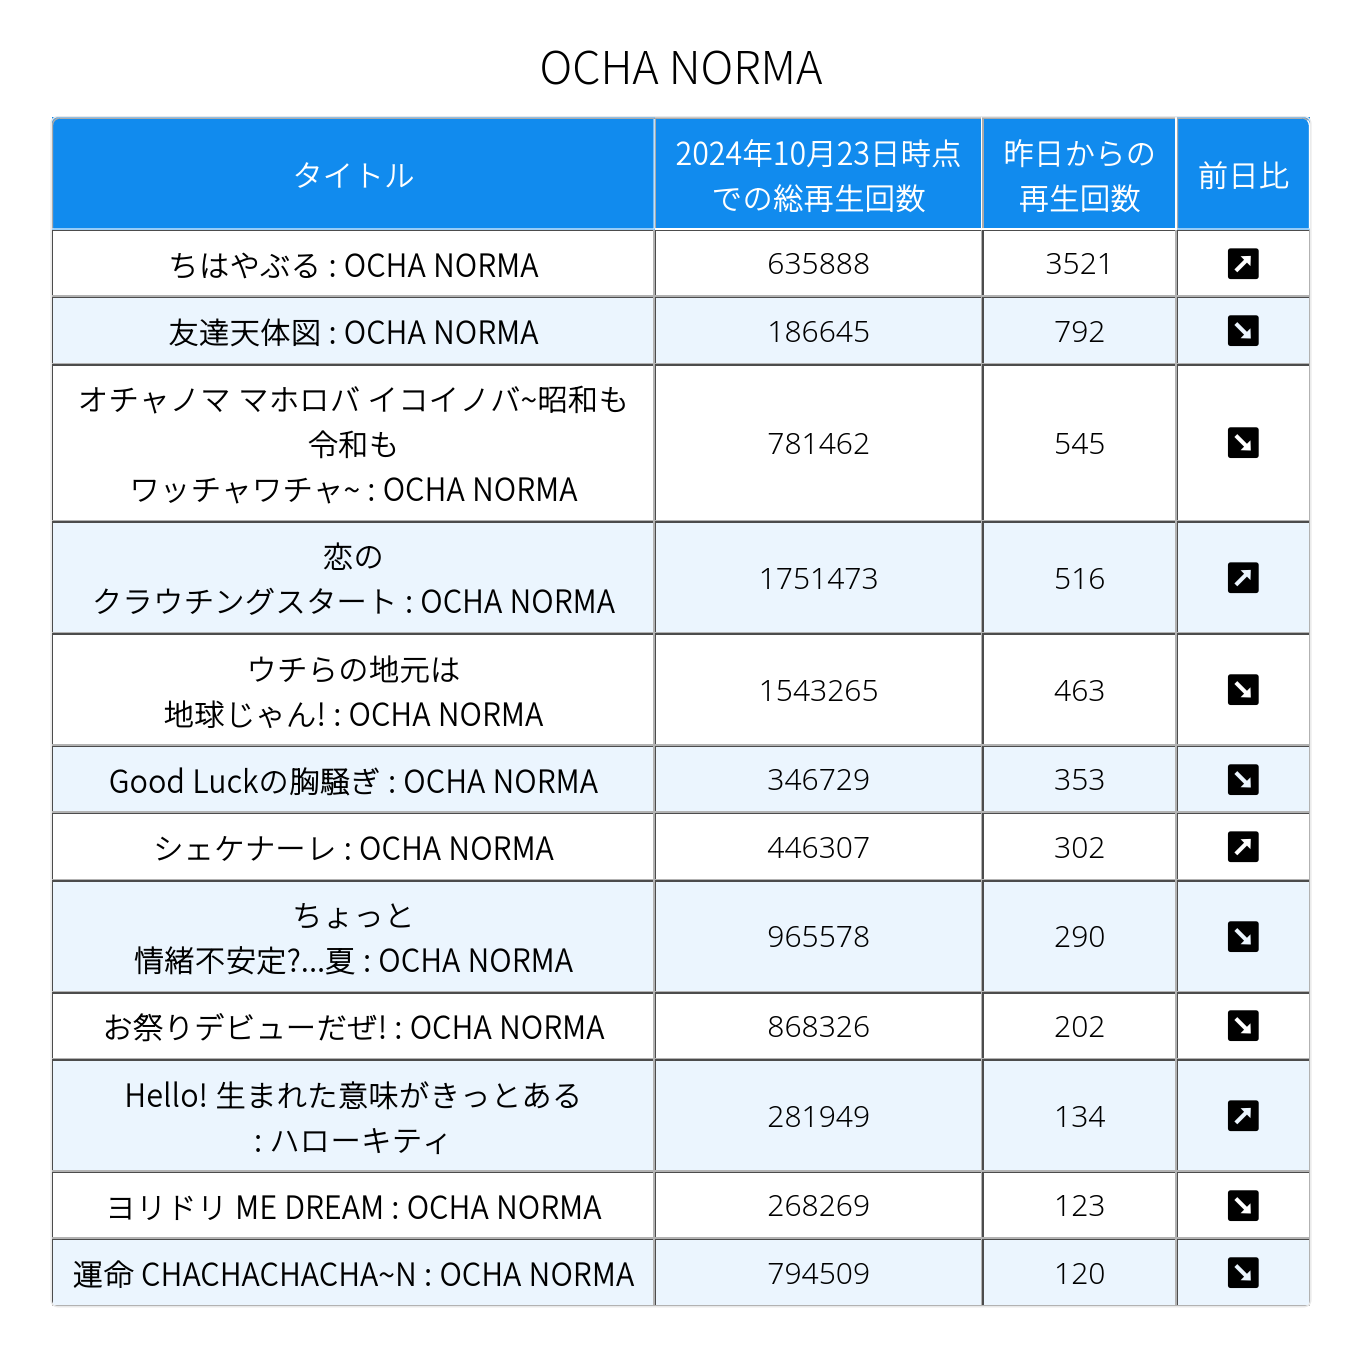 OCHA NORMA
タイトル
2024年10月23日時点
での総再生回数
昨日からの
再生回数
前日比
ちはやぶる : OCHA NORMA
635888
3521
友達天体図 : OCHA NORMA
186645
792
オチャノマ マホロバ イコイノバ~昭和も
令和も
ワッチャワチャ~ : OCHA NORMA
781462
545
恋の
クラウチングスタート : OCHA NORMA
1751473
516
ウチらの地元は
地球じゃん! : OCHA NORMA
1543265
463
Good Luckの胸騒ぎ : OCHA NORMA
346729
353
シェケナーレ : OCHA NORMA
446307
302
ちょっと
情緒不安定?...夏 : OCHA NORMA
965578
290
お祭りデビューだぜ! : OCHA NORMA
868326
202
Hello! 生まれた意味がきっとある
: ハローキティ
281949
134
ヨリドリ ME DREAM : OCHA NORMA
268269
123
運命 CHACHACHACHA~N : OCHA NORMA
794509
120